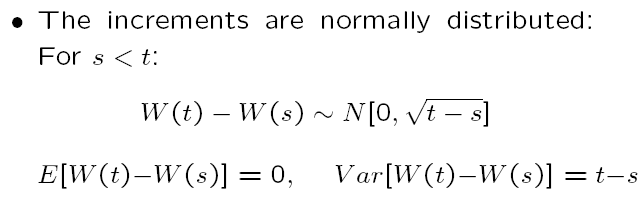 • The increments are normally distributed:
For s < t:
W(t) − W(s) ∼ N[0, √(t − s)]
E[W(t)−W(s)] = 0, Var[W(t)−W(s)] = t−s